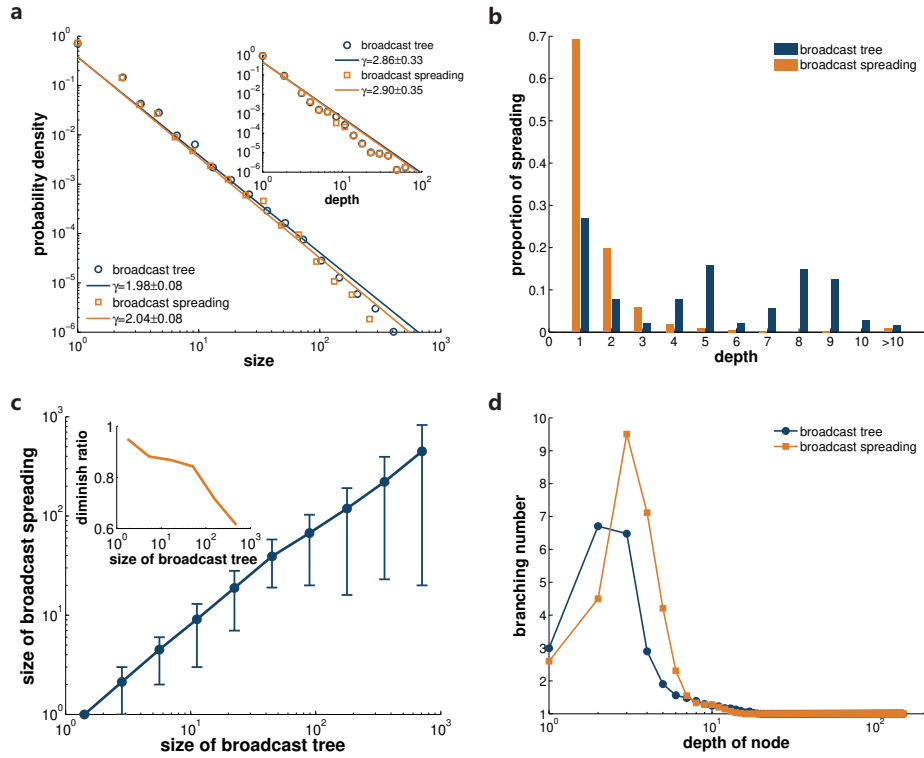 a
probability density
10^0
10^-1
10^-2
10^-3
10^-4
10^-5
10^-6
10^0
10^1
10^2
10^3
size
broadcast tree
γ=1.98±0.08
broadcast spreading
γ=2.04±0.08
10^0
10^-1
10^-2
10^-3
10^-4
10^-5
10^-6
10^0
10^1
10^2
depth
broadcast tree
γ=2.86±0.33
broadcast spreading
γ=2.90±0.35
b
proportion of spreading
0.7
0.6
0.5
0.4
0.3
0.2
0.1
0
0 1 2 3 4 5 6 7 8 9 10 >10
depth
broadcast tree
broadcast spreading
c
size of broadcast spreading
10^3
10^2
10^1
10^0
10^0
10^1
10^2
10^3
size of broadcast tree
diminish ratio
1
0.8
0.6
10^0
10^1
10^2
10^3
size of broadcast tree
d
branching number
10
9
8
7
6
5
4
3
2
1
10^0
10^1
10^2
depth of node
broadcast tree
broadcast spreading